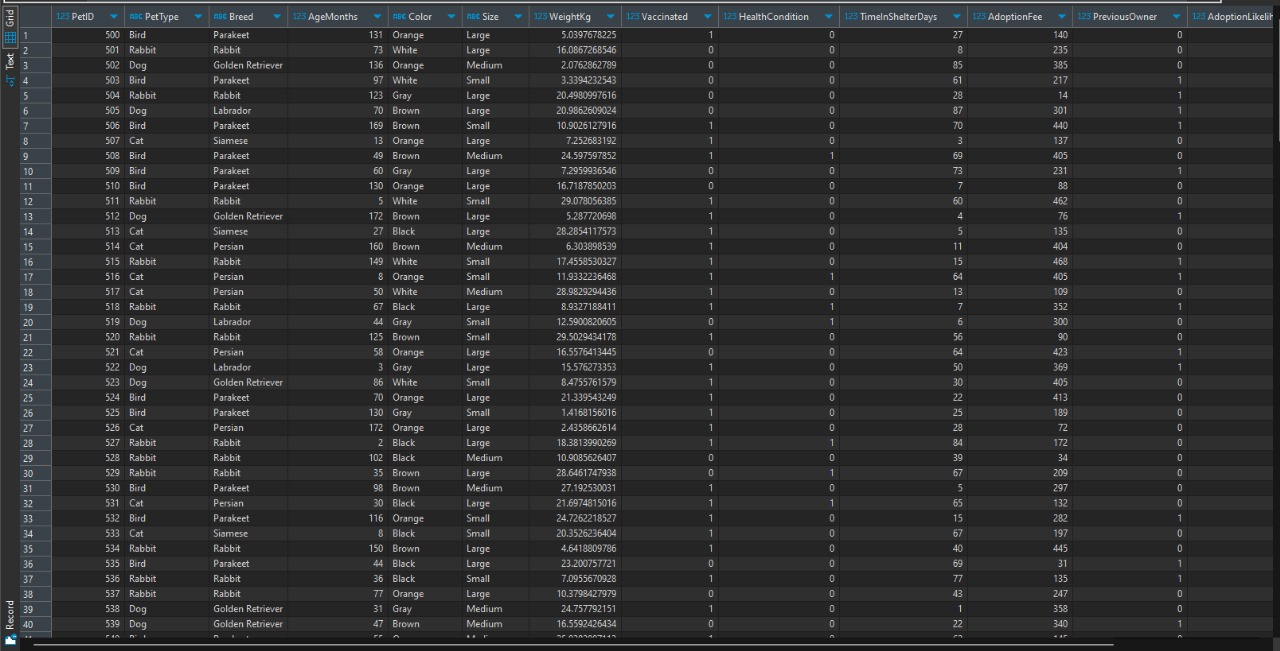 Grid
Text
Record
123 PetID ABC PetType ABC Breed 123 AgeMonths ABC Color ABC Size 123 WeightKg 123 Vaccinated 123 HealthCondition 123 TimeInShelterDays 123 AdoptionFee 123 PreviousOwner 123 AdoptionLikelih
1 500 Bird Parakeet 131 Orange Large 5.0397678225 1 0 27 140 0
2 501 Rabbit Rabbit 73 White Large 16.0867268546 0 0 8 235 0
3 502 Dog Golden Retriever 136 Orange Medium 2.0762862789 0 0 85 385 0
4 503 Bird Parakeet 97 White Small 3.3394232543 0 0 61 217 1
5 504 Rabbit Rabbit 123 Gray Large 20.4980997616 0 0 28 14 1
6 505 Dog Labrador 70 Brown Large 20.9862609024 0 0 87 301 1
7 506 Bird Parakeet 169 Brown Small 10.9026127916 1 0 70 440 1
8 507 Cat Siamese 13 Orange Large 7.252683192 1 0 3 137 0
9 508 Bird Parakeet 49 Brown Medium 24.597597852 1 1 69 405 0
10 509 Bird Parakeet 60 Gray Large 7.2959936546 0 0 73 231 1
11 510 Bird Parakeet 130 Orange Large 16.7187850203 0 0 7 88 0
12 511 Rabbit Rabbit 5 White Small 29.078056385 1 0 60 462 0
13 512 Dog Golden Retriever 172 Brown Large 5.287720698 1 0 4 76 1
14 513 Cat Siamese 27 Black Large 28.2854117573 1 0 5 135 0
15 514 Cat Persian 160 Brown Medium 6.303898539 1 0 11 404 0
16 515 Rabbit Rabbit 149 White Small 17.4558530327 1 0 15 468 1
17 516 Cat Persian 8 Orange Small 11.9332236468 1 1 64 405 1
18 517 Cat Persian 50 White Medium 28.9829294436 1 0 13 109 0
19 518 Rabbit Rabbit 67 Black Large 8.9327188411 1 1 7 352 1
20 519 Dog Labrador 44 Gray Small 12.5900820605 0 1 6 300 0
21 520 Rabbit Rabbit 125 Brown Small 29.5029434178 1 0 56 90 0
22 521 Cat Persian 58 Orange Large 16.5576413445 0 0 64 423 1
23 522 Dog Labrador 3 Gray Large 15.576273353 1 0 50 369 1
24 523 Dog Golden Retriever 86 White Small 8.4755761579 1 0 30 405 0
25 524 Bird Parakeet 70 Orange Large 21.339543249 1 0 22 413 0
26 525 Bird Parakeet 130 Gray Small 1.4168156016 1 0 25 189 0
27 526 Cat Persian 172 Orange Large 2.4358662614 1 0 28 72 0
28 527 Rabbit Rabbit 2 Black Large 18.3813990269 1 1 84 172 0
29 528 Rabbit Rabbit 102 Black Medium 10.9085626407 0 0 39 34 0
30 529 Rabbit Rabbit 35 Brown Large 28.6461747938 0 1 67 209 0
31 530 Bird Parakeet 98 Brown Medium 27.192530031 1 0 5 297 0
32 531 Cat Persian 30 Black Large 21.6974815016 1 1 65 132 0
33 532 Bird Parakeet 116 Orange Small 24.7262218527 1 0 15 282 1
34 533 Cat Siamese 8 Black Small 20.3526236404 1 0 67 197 0
35 534 Rabbit Rabbit 150 Brown Large 4.6418809786 1 0 40 445 0
36 535 Bird Parakeet 44 Black Large 23.200757721 0 0 69 31 1
37 536 Rabbit Rabbit 36 Black Small 7.0955670928 1 0 77 135 1
38 537 Rabbit Rabbit 77 Orange Large 10.3798427979 0 0 43 247 0
39 538 Dog Golden Retriever 31 Gray Medium 24.757792151 1 0 1 358 0
40 539 Dog Golden Retriever 47 Brown Medium 16.5592426434 0 0 22 340 1